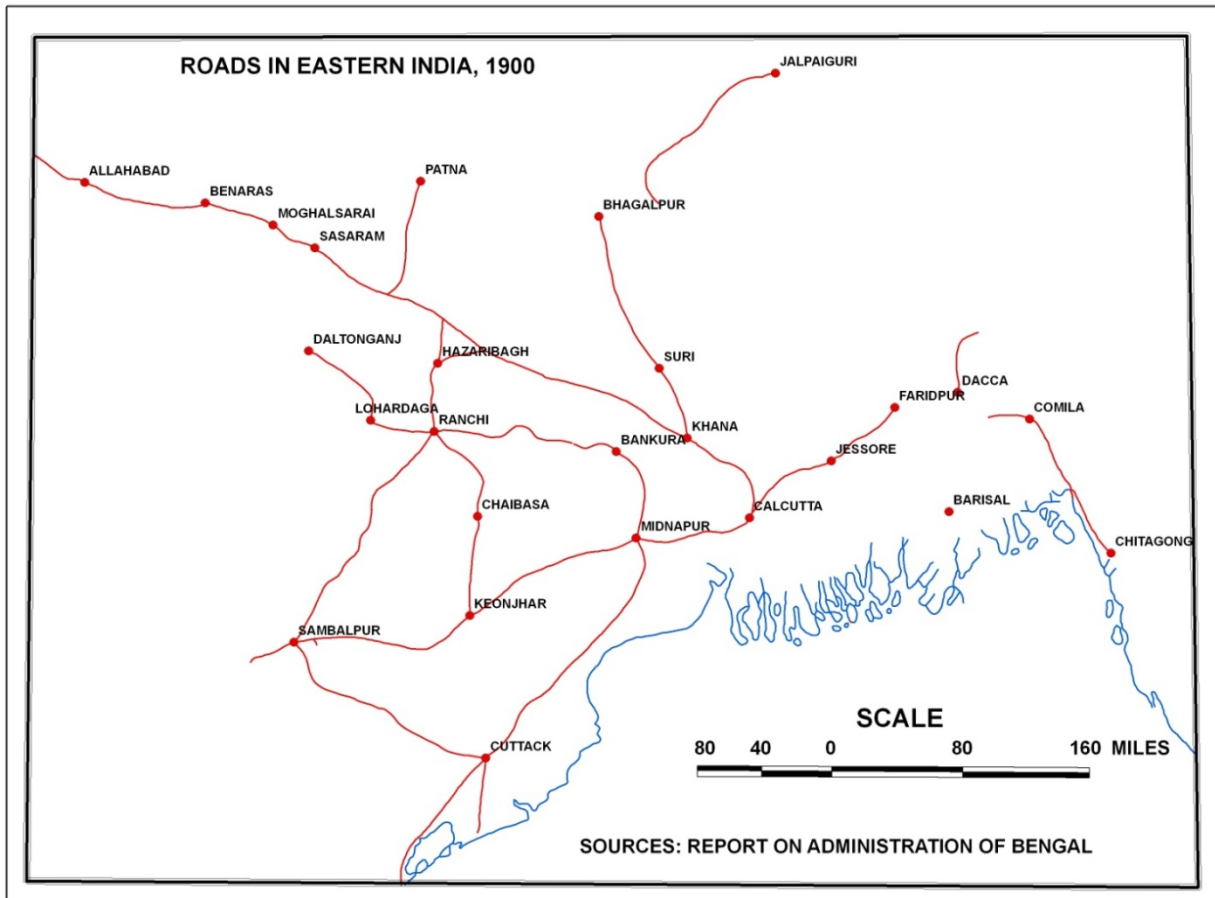 ROADS IN EASTERN INDIA, 1900
JALPAIGURI
ALLAHABAD
PATNA
BENARAS
BHAGALPUR
MOGHALSARAI
SASARAM
DALTONGANJ
HAZARIBAGH
SURI
DACCA
FARIDPUR
LOHARDAGA
COMILA
RANCHI
KHANA
BANKURA
JESSORE
CHAIBASA
CALCUTTA
BARISAL
MIDNAPUR
CHITAGONG
KEONJHAR
SAMBALPUR
SCALE
CUTTACK
80 40 0 80 160 MILES
SOURCES: REPORT ON ADMINISTRATION OF BENGAL